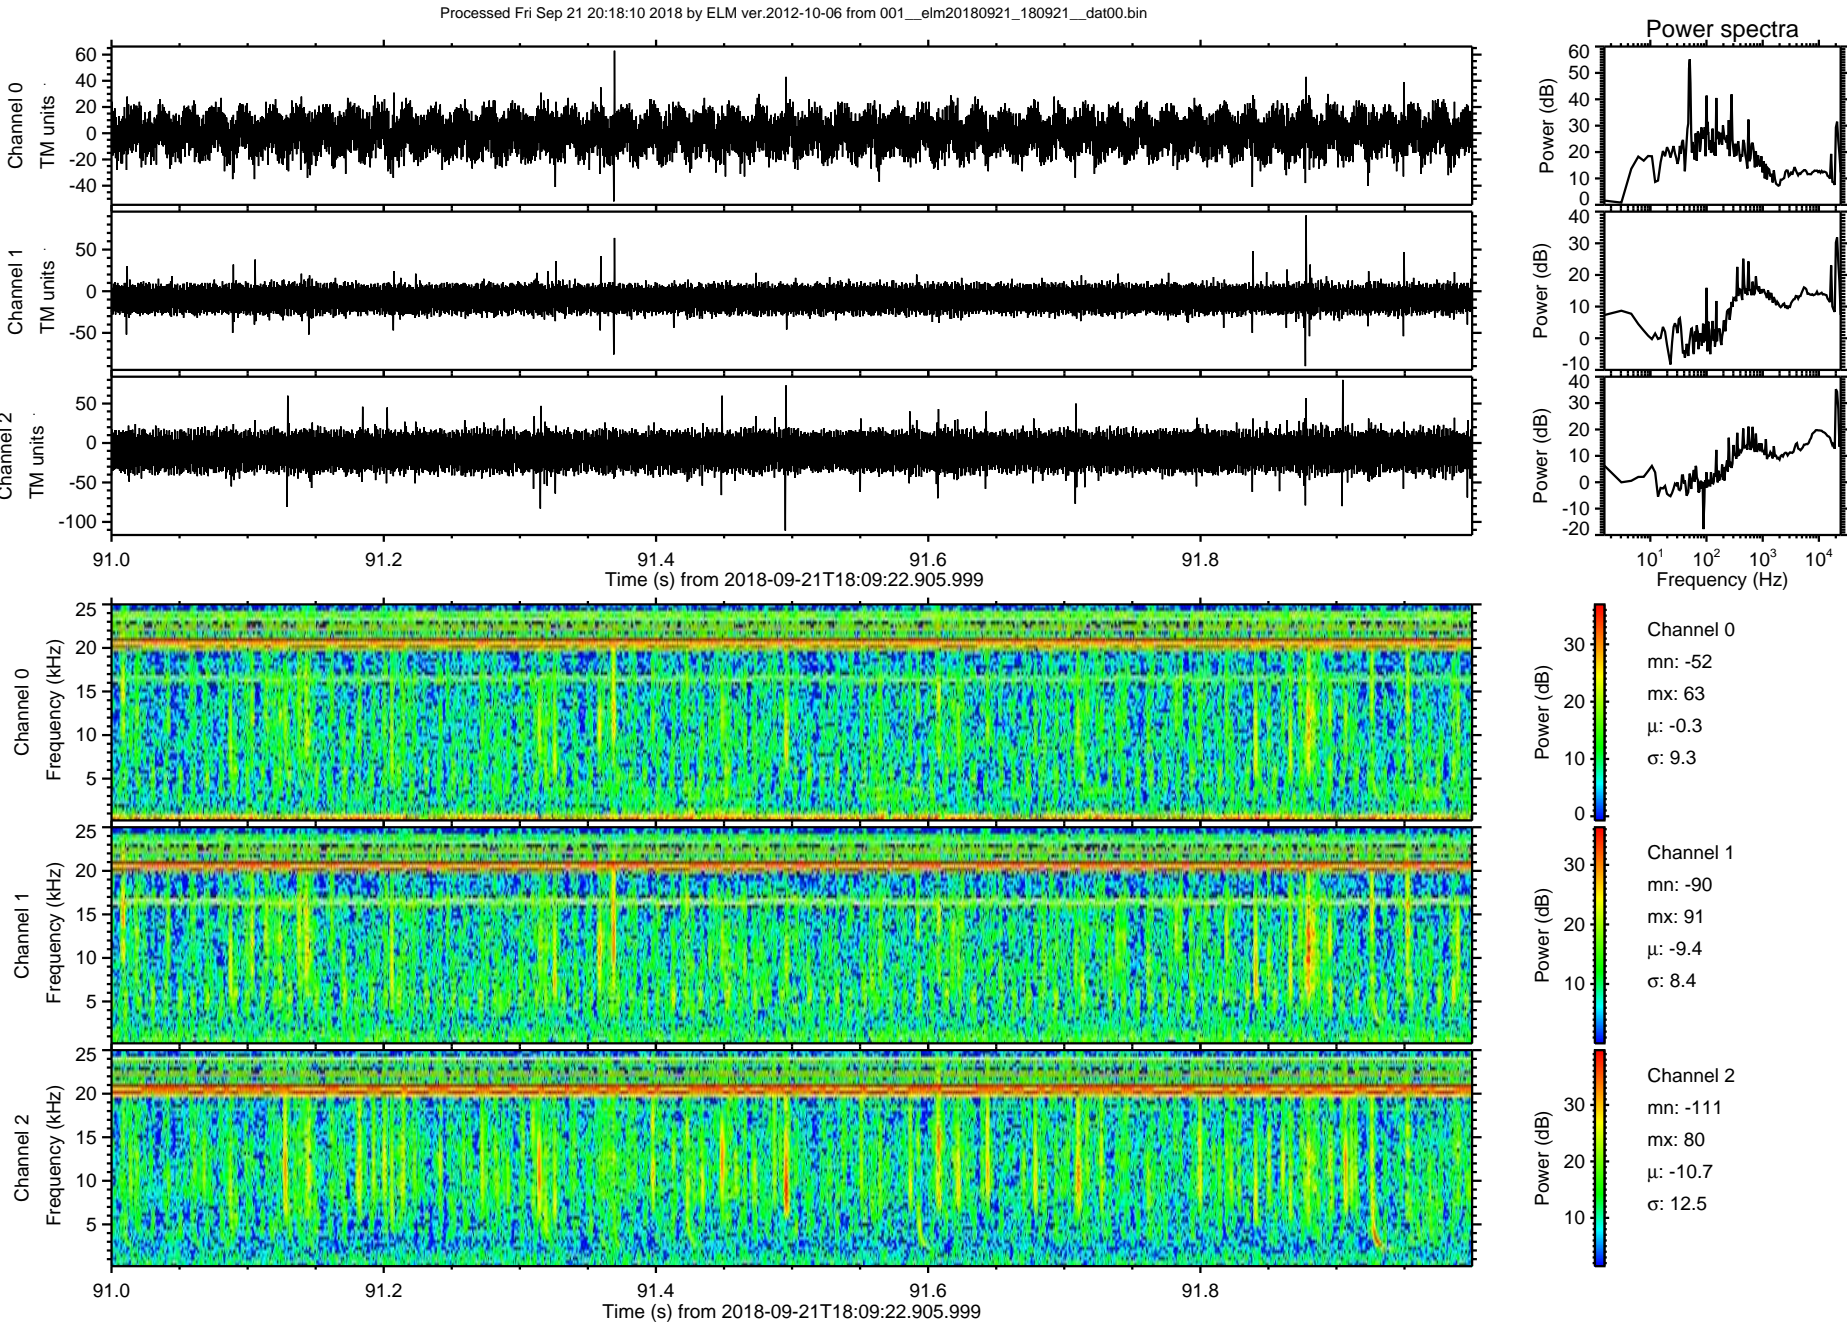 Processed Fri Sep 21 20:18:10 2018 by ELM ver.2012-10-06 from 001__elm20180921_180921__dat00.bin
Power spectra
Channel 0
TM units
60
40
20
0
-20
-40
Power (dB)
60
50
40
30
20
10
0
Channel 1
TM units
50
0
-50
Power (dB)
40
30
20
10
0
-10
Channel 2
TM units
50
0
-50
-100
Power (dB)
40
30
20
10
0
-10
-20
91.0 91.2 91.4 91.6 91.8
Time (s) from 2018-09-21T18:09:22.905.999
10^1 10^2 10^3 10^4
Frequency (Hz)
Channel 0
Frequency (kHz)
25
20
15
10
5
Power (dB)
30
20
10
0
Channel 0
mn: -52
mx: 63
μ: -0.3
σ: 9.3
Channel 1
Frequency (kHz)
25
20
15
10
5
Power (dB)
30
20
10
Channel 1
mn: -90
mx: 91
μ: -9.4
σ: 8.4
Channel 2
Frequency (kHz)
25
20
15
10
5
Power (dB)
30
20
10
Channel 2
mn: -111
mx: 80
μ: -10.7
σ: 12.5
91.0 91.2 91.4 91.6 91.8
Time (s) from 2018-09-21T18:09:22.905.999